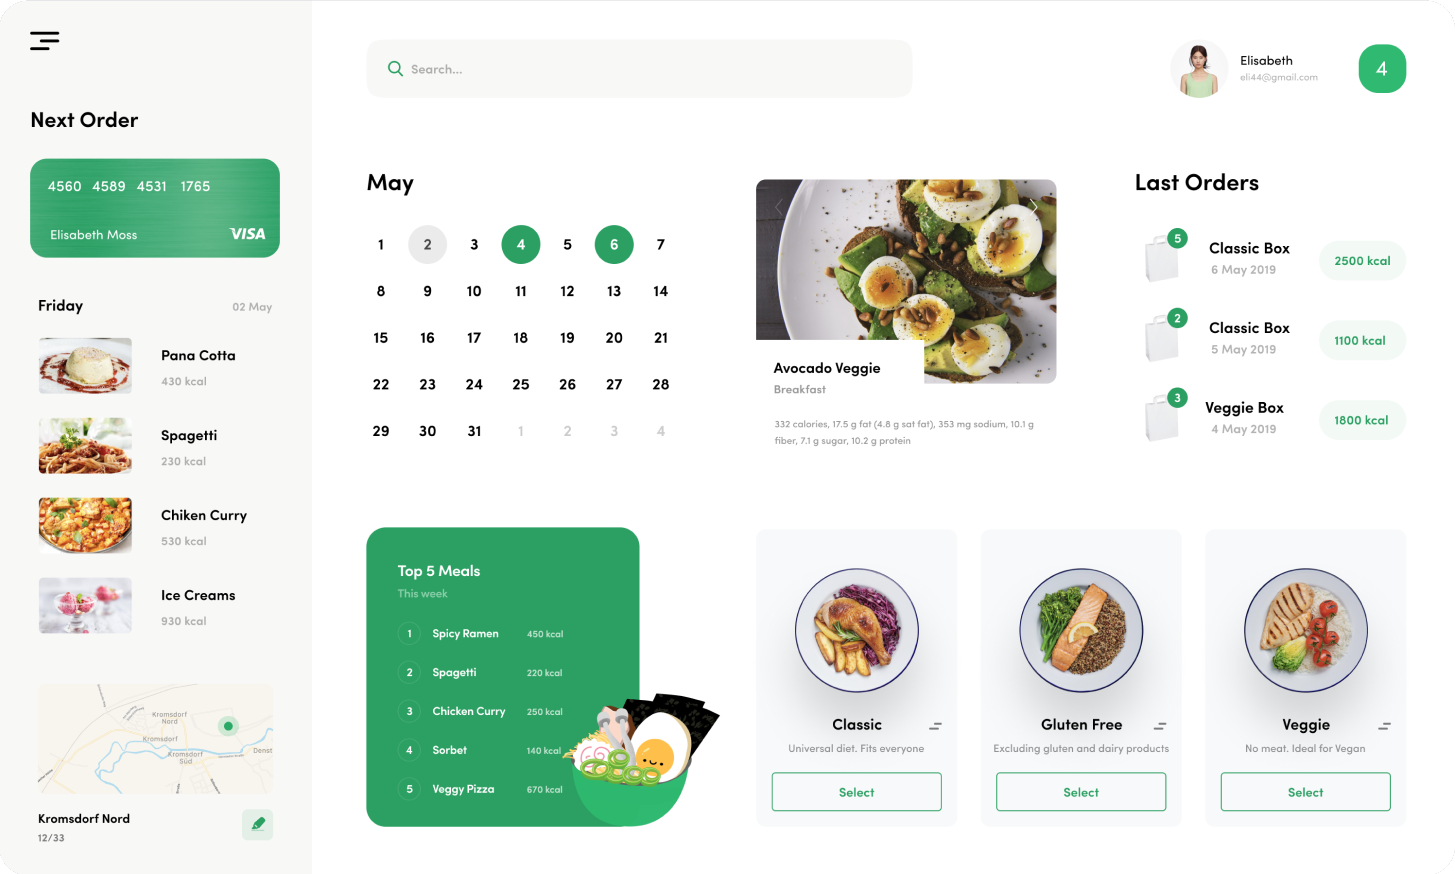 Next Order
4560 4589 4531 1765
Elisabeth Moss
VISA
Friday
02 May
Pana Cotta
430 kcal
Spagetti
230 kcal
Chiken Curry
530 kcal
Ice Creams
930 kcal
Kromsdorf
Nord
Kromsdorf
Kromsdorf
Süd
Denst
Kromsdorf Nord
12/33
Search...
Elisabeth
eli44@gmail.com
4
May
1 2 3 4 5 6 7
8 9 10 11 12 13 14
15 16 17 18 19 20 21
22 23 24 25 26 27 28
29 30 31 1 2 3 4
Avocado Veggie
Breakfast
332 calories, 17.5 g fat (4.8 g sat fat), 353 mg sodium, 10.1 g
fiber, 7.1 g sugar, 10.2 g protein
Last Orders
5
Classic Box
6 May 2019
2500 kcal
2
Classic Box
5 May 2019
1100 kcal
3
Veggie Box
4 May 2019
1800 kcal
Top 5 Meals
This week
1 Spicy Ramen 450 kcal
2 Spagetti 220 kcal
3 Chicken Curry 250 kcal
4 Sorbet 140 kcal
5 Veggy Pizza 670 kcal
Classic
Universal diet. Fits everyone
Select
Gluten Free
Excluding gluten and dairy products
Select
Veggie
No meat. Ideal for Vegan
Select